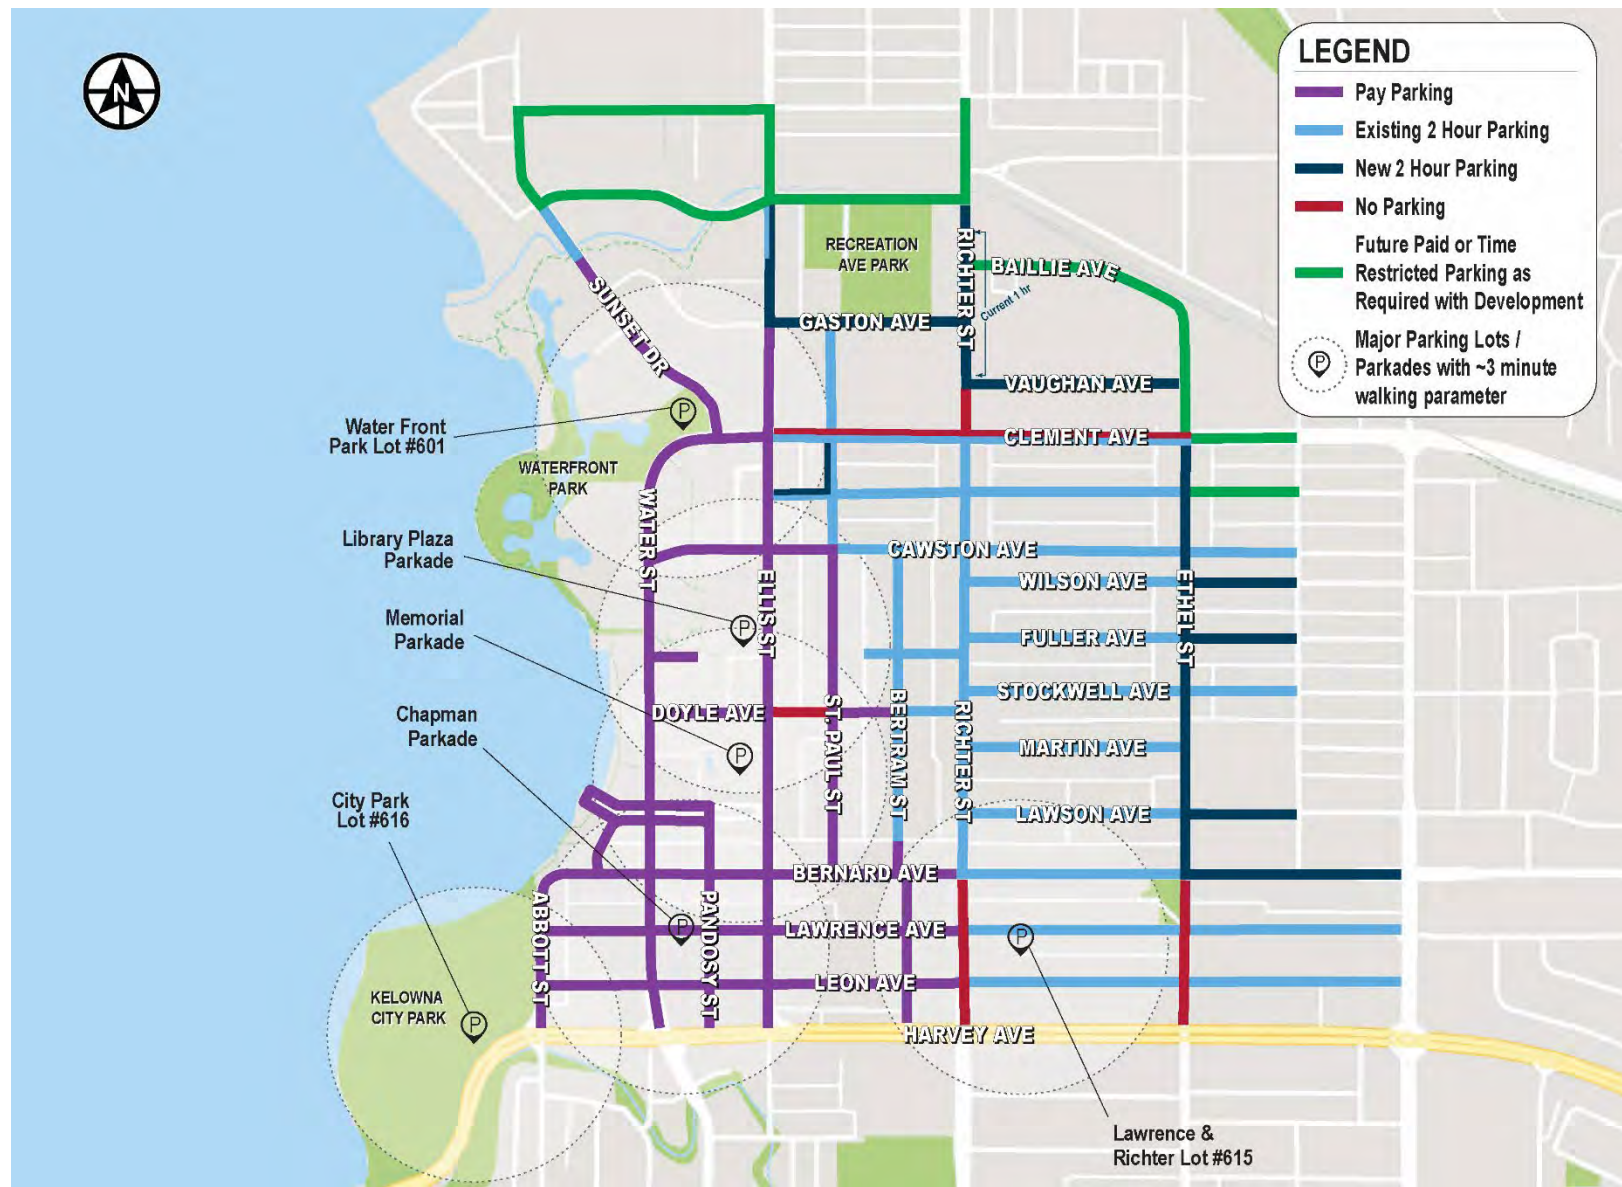 N
LEGEND
Pay Parking
Existing 2 Hour Parking
New 2 Hour Parking
No Parking
Future Paid or Time
Restricted Parking as
Required with Development
P
Major Parking Lots /
Parkades with ~3 minute
walking parameter
RECREATION
AVE PARK
RICHTER ST
BAILLIE AVE
Current 1 hr
SUNSET DR
GASTON AVE
VAUGHAN AVE
P
Water Front
Park Lot #601
CLEMENT AVE
WATERFRONT
PARK
WATER ST
Library Plaza
Parkade
CAWSTON AVE
WILSON AVE
ELLIS ST
ETHEL ST
Memorial
Parkade
P
FULLER AVE
STOCKWELL AVE
Chapman
Parkade
DOYLE AVE
ST. PAUL ST
BERTRAM ST
RICHTER ST
MARTIN AVE
P
City Park
Lot #616
LAWSON AVE
BERNARD AVE
ABBOTT ST
PANDOSY ST
P
LAWRENCE AVE
P
LEON AVE
KELOWNA
CITY PARK
P
HARVEY AVE
Lawrence &
Richter Lot #615